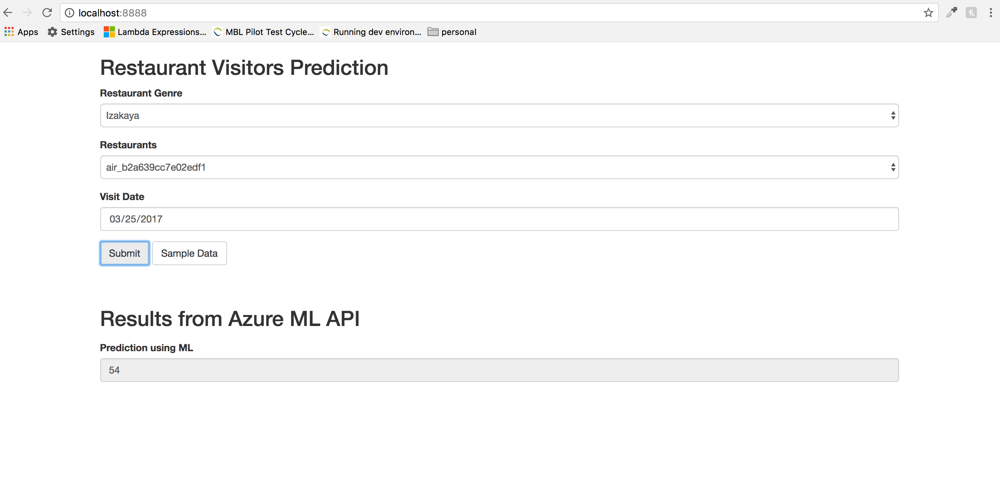 localhost:8888
Apps Settings Lambda Expressions... MBL Pilot Test Cycle... Running dev environ... personal
Restaurant Visitors Prediction
Restaurant Genre
Izakaya
Restaurants
air_b2a639cc7e02edf1
Visit Date
03/25/2017
Submit Sample Data
Results from Azure ML API
Prediction using ML
54